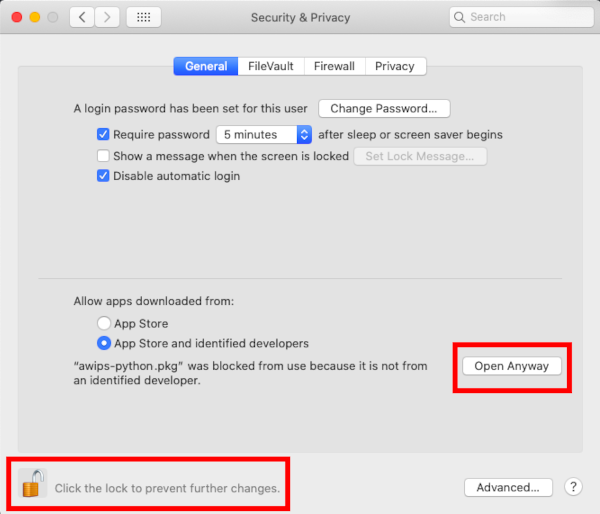 Security & Privacy
Search
General FileVault Firewall Privacy
A login password has been set for this user Change Password...
Require password 5 minutes after sleep or screen saver begins
Show a message when the screen is locked Set Lock Message...
Disable automatic login
Allow apps downloaded from:
App Store
App Store and identified developers
“awips-python.pkg” was blocked from use because it is not from
an identified developer.
Open Anyway
Click the lock to prevent further changes.
Advanced... ?